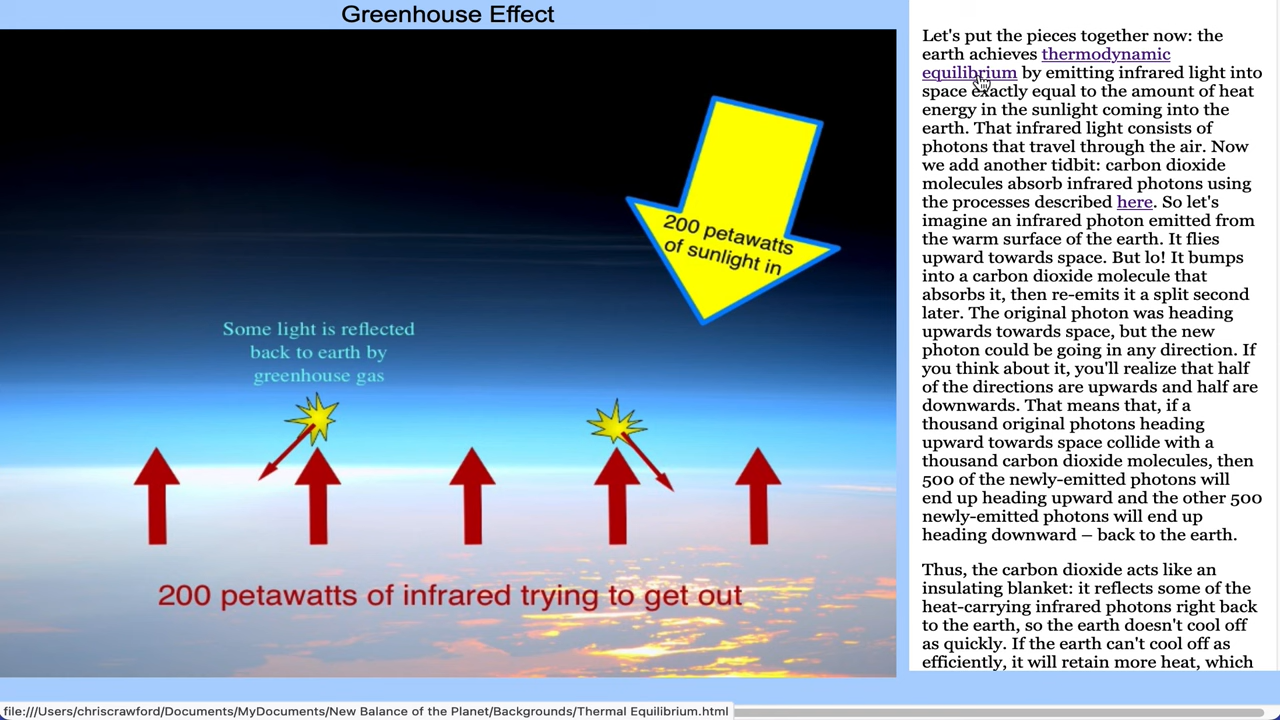 Greenhouse Effect
200 petawatts
of sunlight in
Some light is reflected
back to earth by
greenhouse gas
200 petawatts of infrared trying to get out
Let's put the pieces together now: the
earth achieves thermodynamic
equilibrium by emitting infrared light into
space exactly equal to the amount of heat
energy in the sunlight coming into the
earth. That infrared light consists of
photons that travel through the air. Now
we add another tidbit: carbon dioxide
molecules absorb infrared photons using
the processes described here. So let's
imagine an infrared photon emitted from
the warm surface of the earth. It flies
upward towards space. But lo! It bumps
into a carbon dioxide molecule that
absorbs it, then re-emits it a split second
later. The original photon was heading
upwards towards space, but the new
photon could be going in any direction. If
you think about it, you'll realize that half
of the directions are upwards and half are
downwards. That means that, if a
thousand original photons heading
upward towards space collide with a
thousand carbon dioxide molecules, then
500 of the newly-emitted photons will
end up heading upward and the other 500
newly-emitted photons will end up
heading downward – back to the earth.
Thus, the carbon dioxide acts like an
insulating blanket: it reflects some of the
heat-carrying infrared photons right back
to the earth, so the earth doesn't cool off
as quickly. If the earth can't cool off as
efficiently, it will retain more heat, which
file:///Users/chriscrawford/Documents/MyDocuments/New Balance of the Planet/Backgrounds/Thermal Equilibrium.html